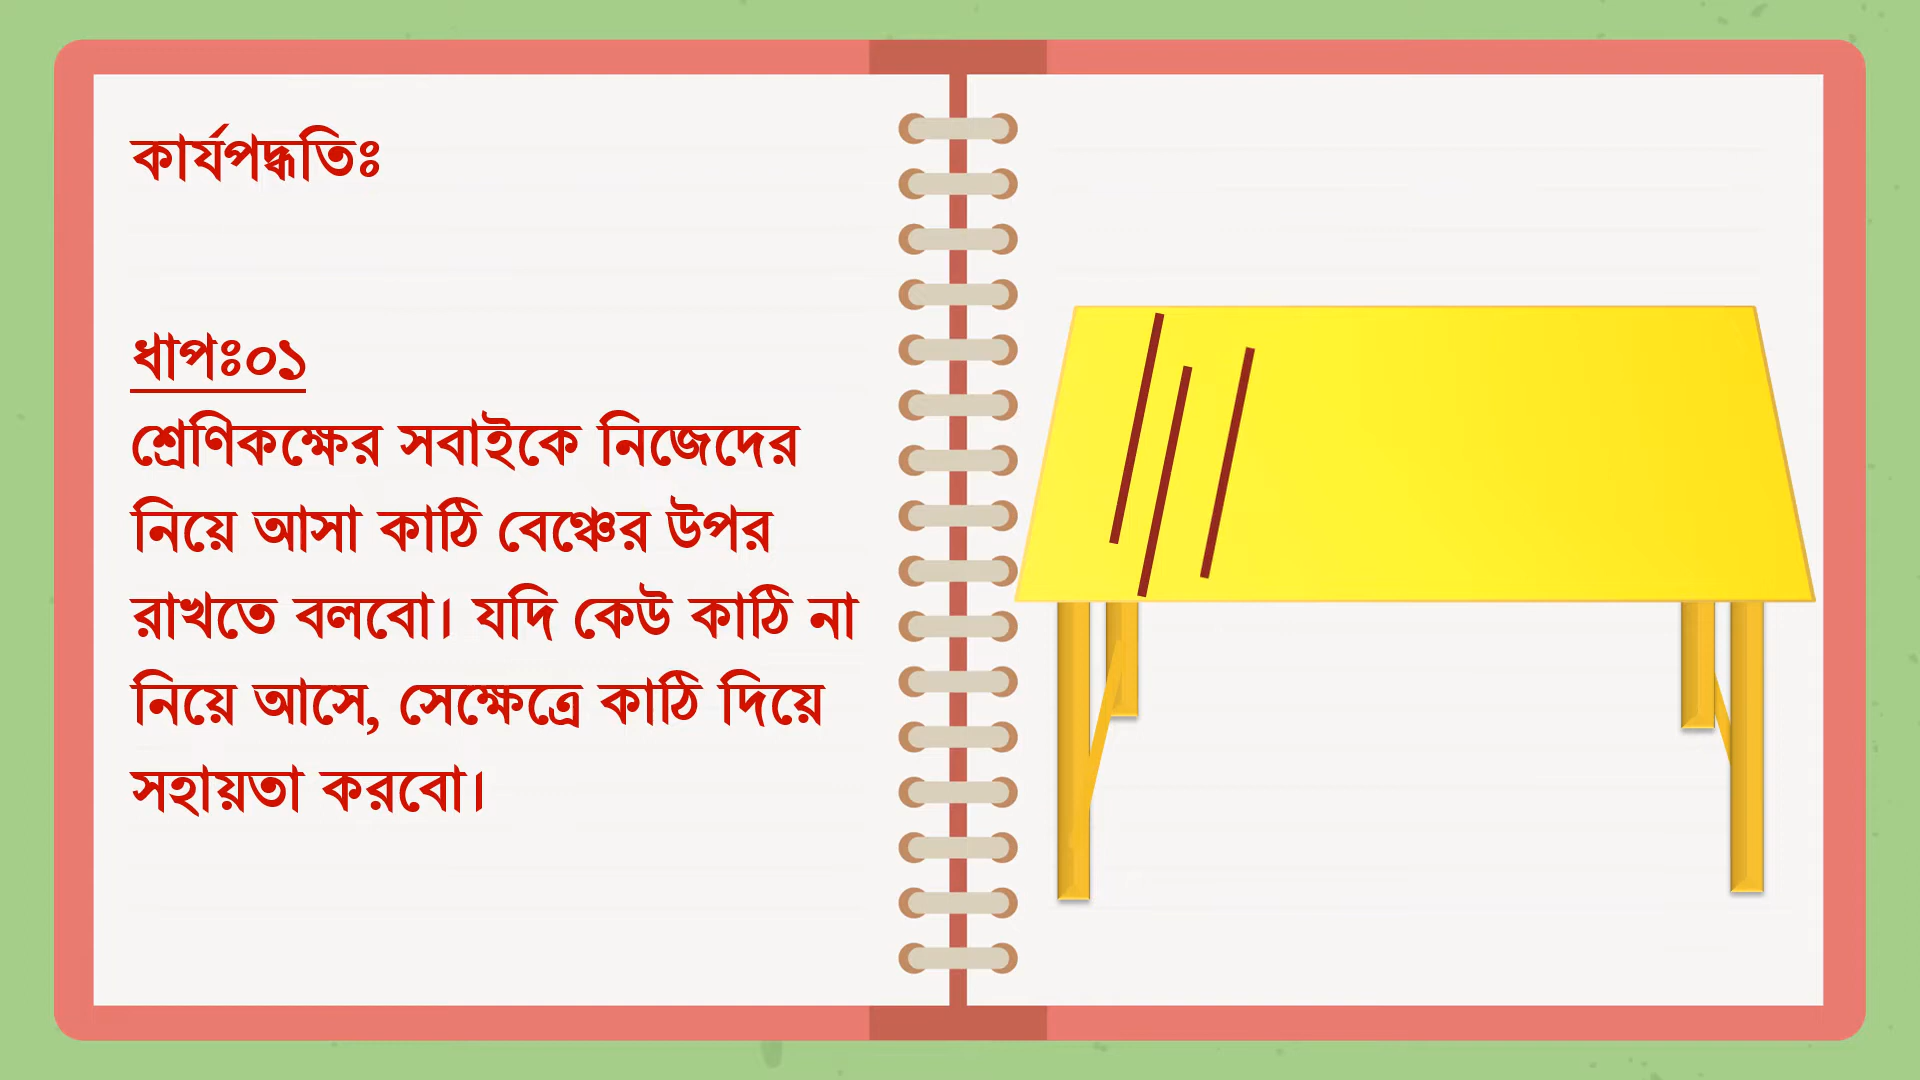 কার্যপদ্ধতিঃ
ধাপঃ০১
শ্রেণিকক্ষের সবাইকে নিজেদের
নিয়ে আসা কাঠি বেঞ্চের উপর
রাখতে বলবো। যদি কেউ কাঠি না
নিয়ে আসে, সেক্ষেত্রে কাঠি দিয়ে
সহায়তা করবো।